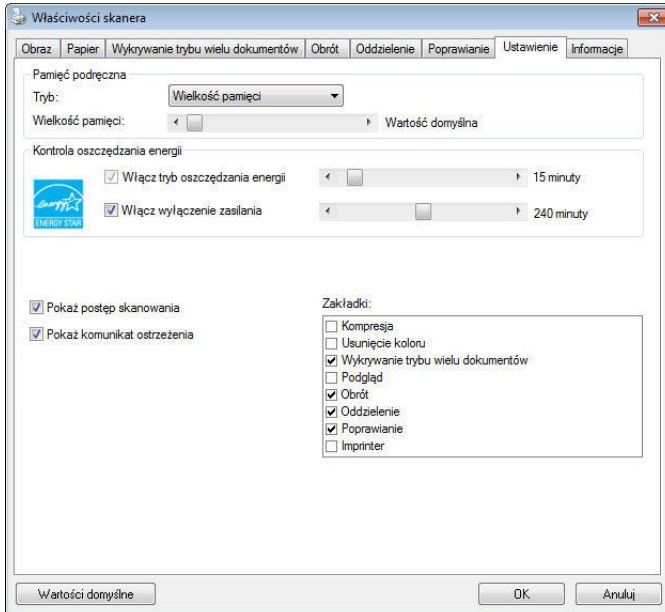 Właściwości skanera
Obraz Papier Wykrywanie trybu wielu dokumentów Obrót Oddzielenie Poprawianie Ustawienie Informacje
Pamięć podręczna
Tryb: Wielkość pamięci
Wielkość pamięci: Wartość domyślna
Kontrola oszczędzania energii
Włącz tryb oszczędzania energii 15 minuty
Włącz wyłączenie zasilania 240 minuty
energy
ENERGY STAR
Pokaż postęp skanowania
Pokaż komunikat ostrzeżenia
Zakładki:
Kompresja
Usunięcie koloru
Wykrywanie trybu wielu dokumentów
Podgląd
Obrót
Oddzielenie
Poprawianie
Imprinter
Wartości domyślne OK Anuluj